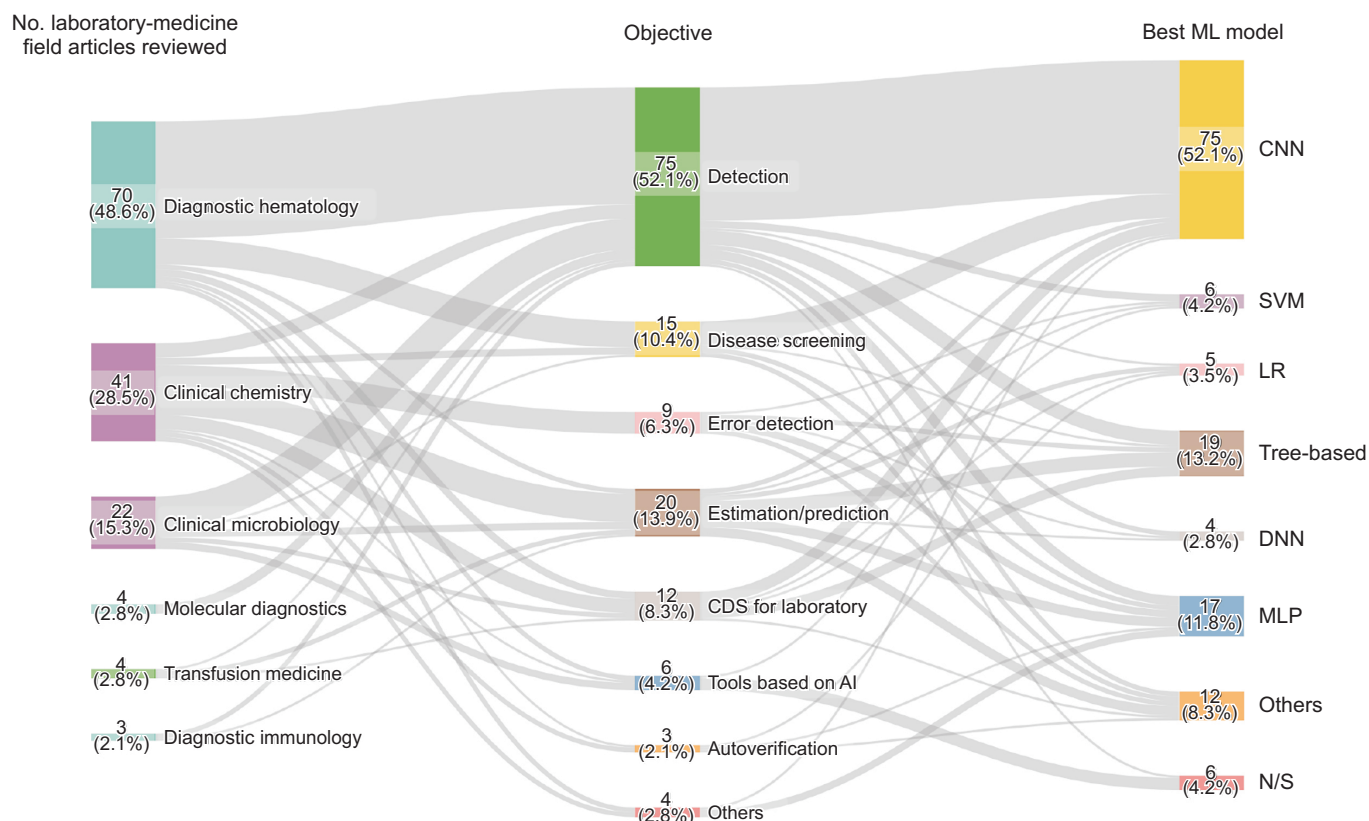 No. laboratory-medicine
field articles reviewed
70
(48.6%)
Diagnostic hematology
41
(28.5%)
Clinical chemistry
22
(15.3%)
Clinical microbiology
4
(2.8%)
Molecular diagnostics
4
(2.8%)
Transfusion medicine
3
(2.1%)
Diagnostic immunology
Objective
75
(52.1%)
Detection
15
(10.4%)
Disease screening
9
(6.3%)
Error detection
20
(13.9%)
Estimation/prediction
12
(8.3%)
CDS for laboratory
6
(4.2%)
Tools based on AI
3
(2.1%)
Autoverification
4
(2.8%)
Others
Best ML model
75
(52.1%)
CNN
6
(4.2%)
SVM
5
(3.5%)
LR
19
(13.2%)
Tree-based
4
(2.8%)
DNN
17
(11.8%)
MLP
12
(8.3%)
Others
6
(4.2%)
N/S